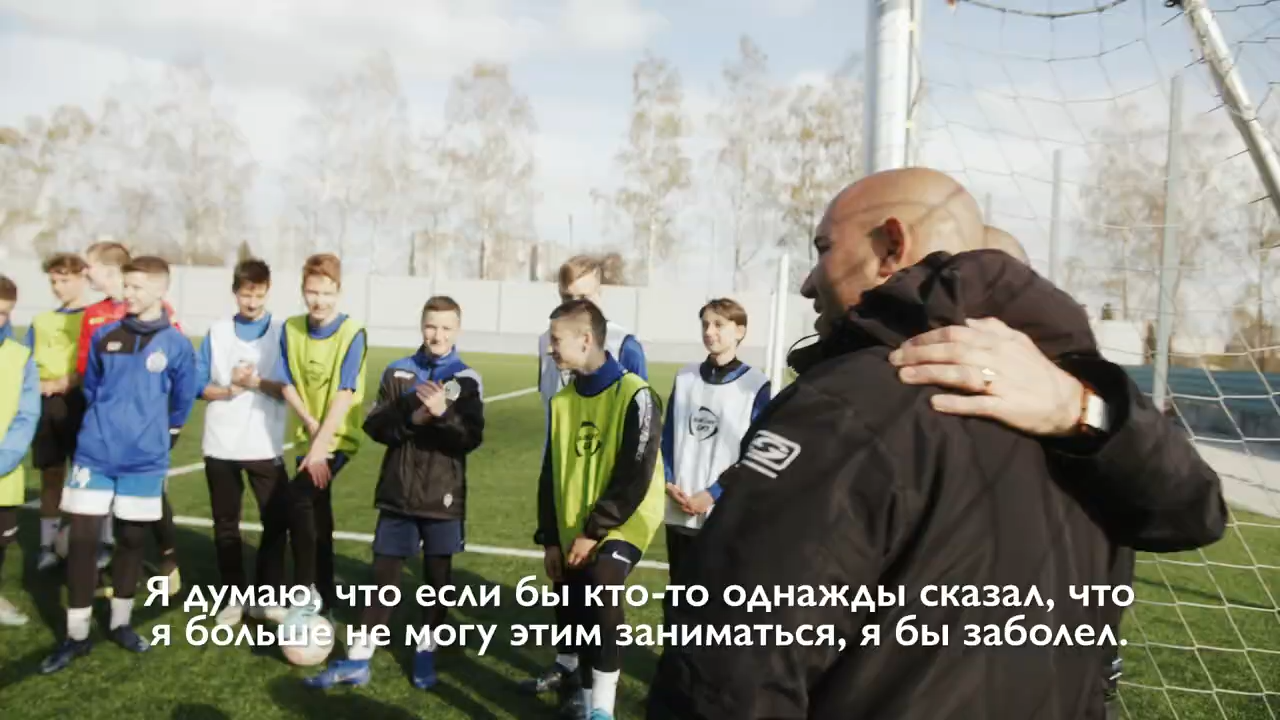 Я думаю, что если бы кто-то однажды сказал, что
я больше не могу этим заниматься, я бы заболел.